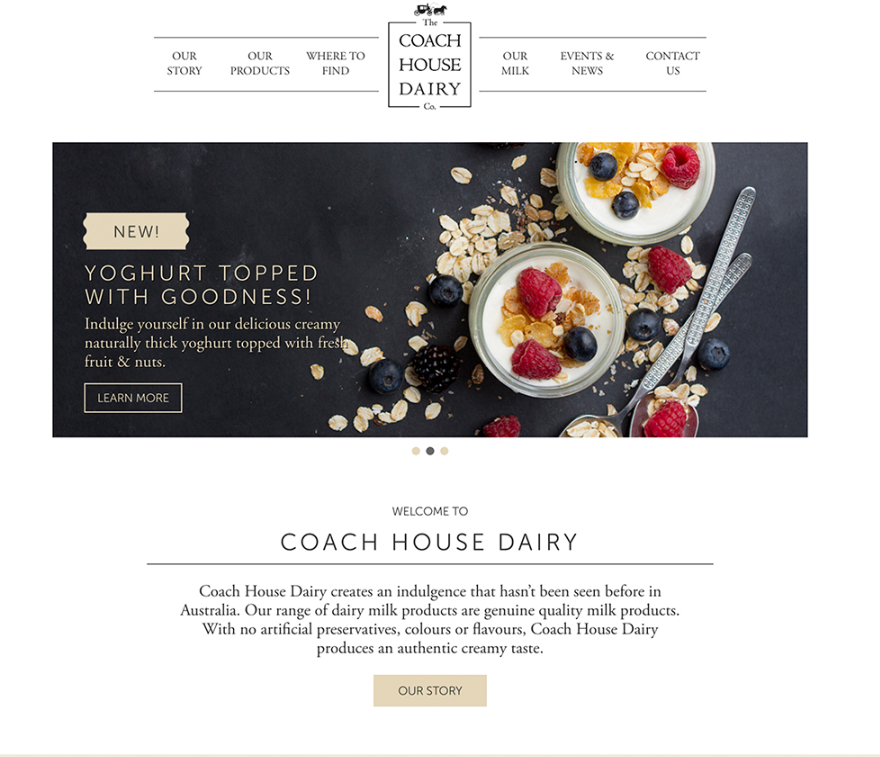 The
COACH
HOUSE
DAIRY
Co.
OUR
STORY
OUR
PRODUCTS
WHERE TO
FIND
OUR
MILK
EVENTS &
NEWS
CONTACT
US
NEW!
YOGHURT TOPPED
WITH GOODNESS!
Indulge yourself in our delicious creamy
naturally thick yoghurt topped with fresh
fruit & nuts.
LEARN MORE
WELCOME TO
COACH HOUSE DAIRY
Coach House Dairy creates an indulgence that hasn't been seen before in
Australia. Our range of dairy milk products are genuine quality milk products.
With no artificial preservatives, colours or flavours, Coach House Dairy
produces an authentic creamy taste.
OUR STORY